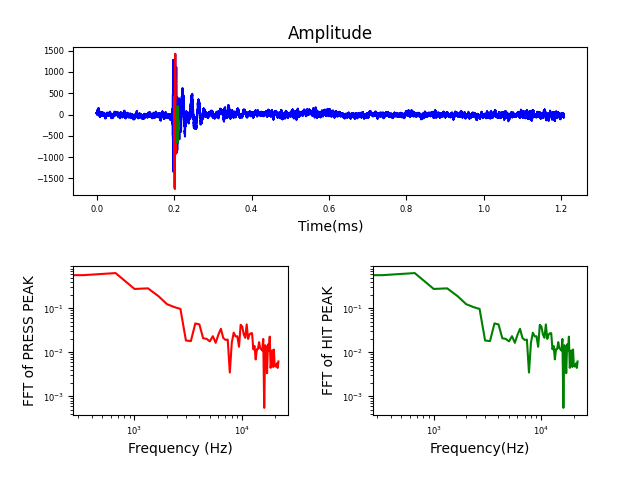 Amplitude
1500
1000
500
0
−500
−1000
−1500
0.0 0.2 0.4 0.6 0.8 1.0 1.2
Time(ms)
FFT of PRESS PEAK
10⁻¹
10⁻²
10⁻³
10³ 10⁴
Frequency (Hz)
FFT of HIT PEAK
10⁻¹
10⁻²
10⁻³
10³ 10⁴
Frequency(Hz)